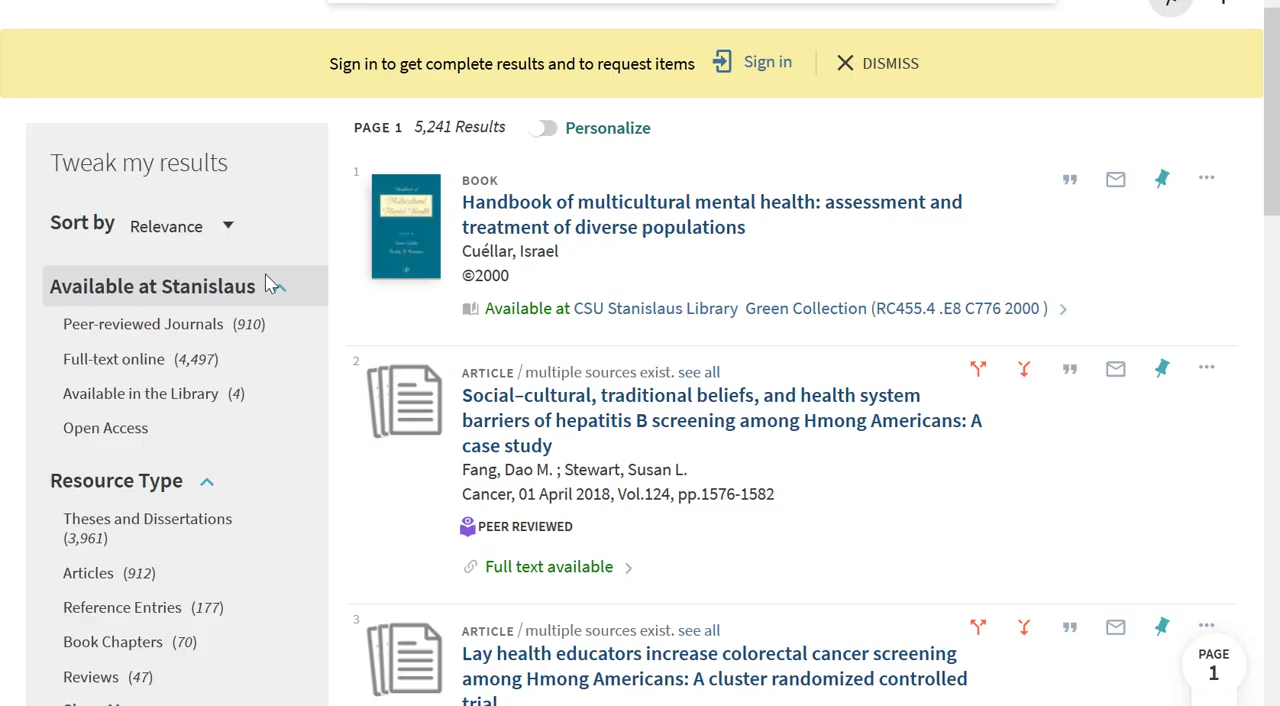 Sign in to get complete results and to request items Sign in DISMISS
PAGE 1 5,241 Results Personalize
Tweak my results
Sort by Relevance
Available at Stanislaus
Peer-reviewed Journals (910)
Full-text online (4,497)
Available in the Library (4)
Open Access
Resource Type
Theses and Dissertations
(3,961)
Articles (912)
Reference Entries (177)
Book Chapters (70)
Reviews (47)
1
BOOK
Handbook of multicultural mental health: assessment and
treatment of diverse populations
Cuéllar, Israel
©2000
Available at CSU Stanislaus Library Green Collection (RC455.4 .E8 C776 2000 )
2
ARTICLE / multiple sources exist. see all
Social–cultural, traditional beliefs, and health system
barriers of hepatitis B screening among Hmong Americans: A
case study
Fang, Dao M. ; Stewart, Susan L.
Cancer, 01 April 2018, Vol.124, pp.1576-1582
PEER REVIEWED
Full text available
3
ARTICLE / multiple sources exist. see all
Lay health educators increase colorectal cancer screening
among Hmong Americans: A cluster randomized controlled
trial
PAGE
1